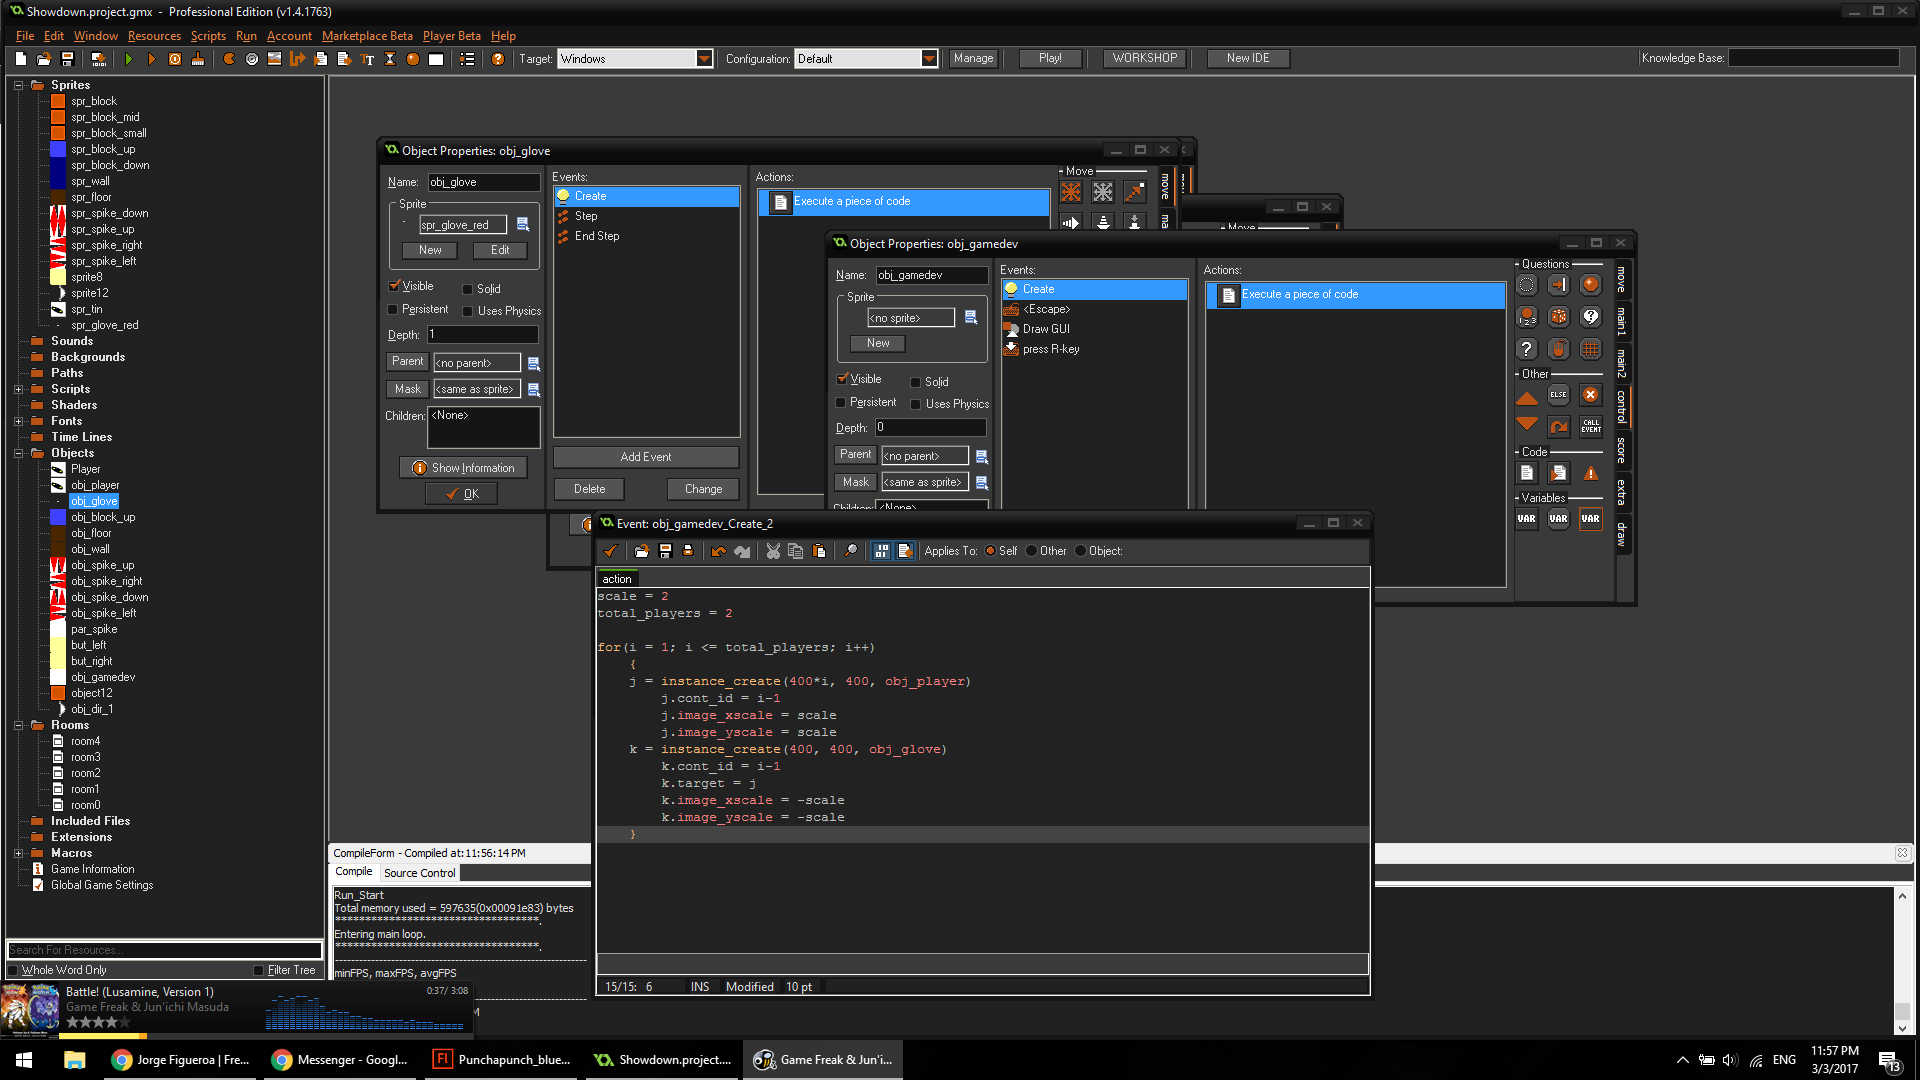 Showdown.project.gmx - Professional Edition (v1.4.1763)
File Edit Window Resources Scripts Run Account Marketplace Beta Player Beta Help
Target: Windows Configuration: Default Manage Play! WORKSHOP New IDE Knowledge Base:
Sprites
spr_block
spr_block_mid
spr_block_small
spr_block_up
spr_block_down
spr_wall
spr_floor
spr_spike_down
spr_spike_up
spr_spike_right
spr_spike_left
sprite8
sprite12
spr_tin
spr_glove_red
Sounds
Backgrounds
Paths
Scripts
Shaders
Fonts
Time Lines
Objects
Player
obj_player
obj_glove
obj_block_up
obj_floor
obj_wall
obj_spike_up
obj_spike_right
obj_spike_down
obj_spike_left
par_spike
but_left
but_right
obj_gamedev
object12
obj_dir_1
Rooms
room4
room3
room2
room1
room0
Included Files
Extensions
Macros
Game Information
Global Game Settings
Search For Resources...
Whole Word Only Filter Tree
Object Properties: obj_glove
Name: obj_glove
Sprite
spr_glove_red
New Edit
Visible Solid
Persistent Uses Physics
Depth: 1
Parent <no parent>
Mask <same as sprite>
Children: <None>
Show Information
OK
Events:
Create
Step
End Step
Add Event
Delete Change
Actions:
Execute a piece of code
Move
move
Move
Object Properties: obj_gamedev
Name: obj_gamedev
Sprite
<no sprite>
New
Visible Solid
Persistent Uses Physics
Depth: 0
Parent <no parent>
Mask <same as sprite>
Children: <None>
Events:
Create
<Escape>
Draw GUI
press R-key
Actions:
Execute a piece of code
Questions
Other
ELSE
CALL EVENT
Code
Variables
VAR VAR VAR
move
main1
main2
control
score
extra
draw
Event: obj_gamedev_Create_2
Applies To: Self Other Object:
action
scale = 2
total_players = 2
for(i = 1; i <= total_players; i++)
{
j = instance_create(400*i, 400, obj_player)
j.cont_id = i-1
j.image_xscale = scale
j.image_yscale = scale
k = instance_create(400, 400, obj_glove)
k.cont_id = i-1
k.target = j
k.image_xscale = -scale
k.image_yscale = -scale
}
15/15: 6 INS Modified 10 pt
CompileForm - Compiled at:11:56:14 PM
Compile Source Control
Run_Start
Total memory used = 597635(0x00091e83) bytes
***********************************.
Entering main loop.
***********************************.
minFPS, maxFPS, avgFPS
Battle! (Lusamine, Version 1) 0:37/ 3:08
Game Freak & Jun'ichi Masuda
Jorge Figueroa | Fre... Messenger - Googl... Punchapunch_blue... Showdown.project.... Game Freak & Jun'i... ENG 11:57 PM
3/3/2017 13